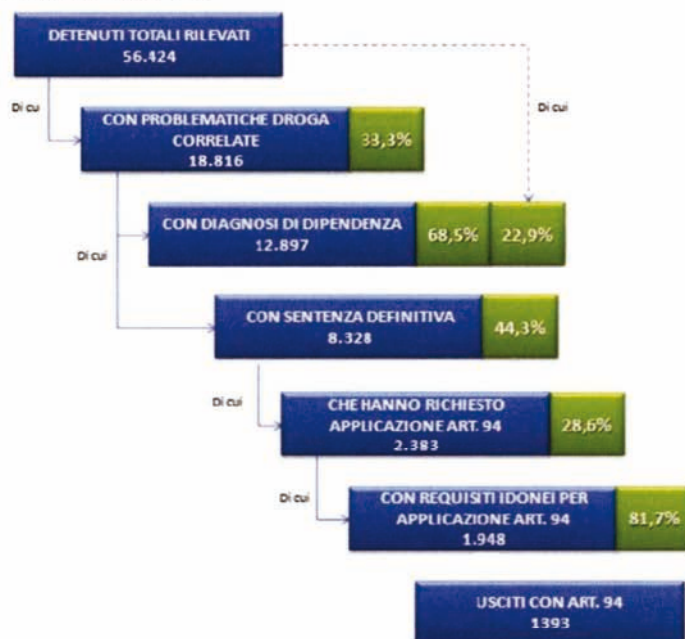 DETENUTI TOTALI RILEVATI
56.424
Di cui
Di cui
CON PROBLEMATICHE DROGA
CORRELATE
18.816
33,3%
CON DIAGNOSI DI DIPENDENZA
12.897
68,5%
22,9%
Di cui
CON SENTENZA DEFINITIVA
8.328
44,3%
Di cui
CHE HANNO RICHIESTO
APPLICAZIONE ART. 94
2.383
28,6%
Di cui
CON REQUISITI IDONEI PER
APPLICAZIONE ART. 94
1.948
81,7%
USCITI CON ART. 94
1393